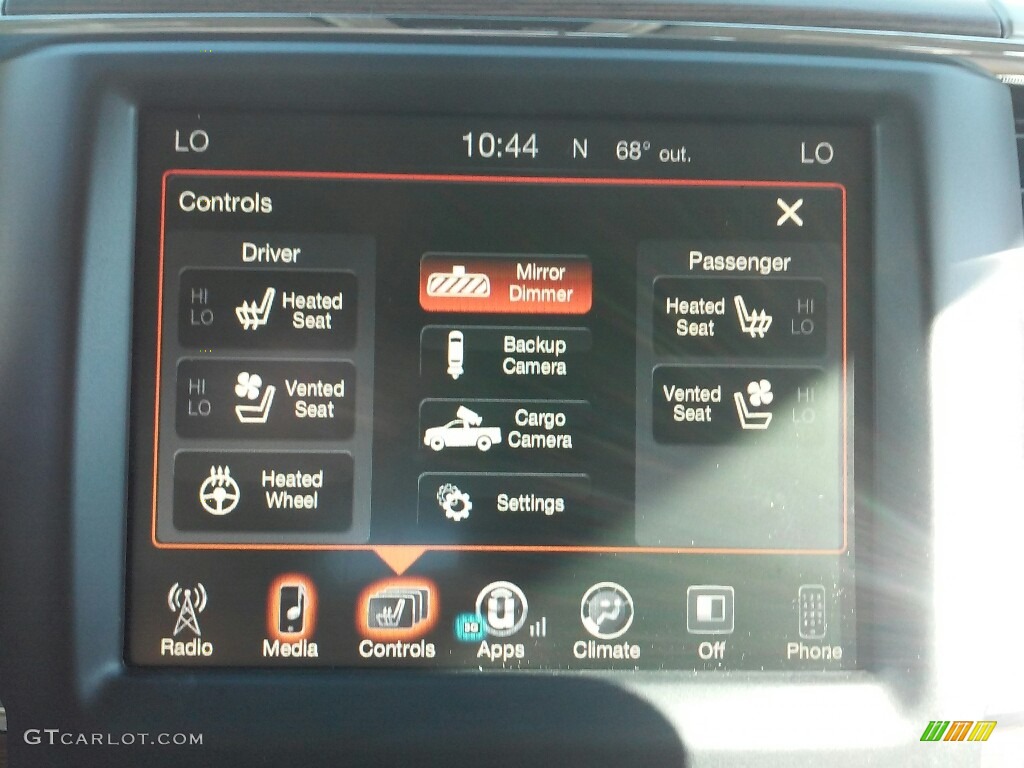 LO 10:44 N 68° out. LO
Controls
Driver
HI
LO
Heated
Seat
HI
LO
Vented
Seat
Heated
Wheel
Mirror
Dimmer
Backup
Camera
Cargo
Camera
Settings
Passenger
Heated
Seat
HI
LO
Vented
Seat
HI
LO
3G
Radio Media Controls Apps Climate Off Phone
GTCARLOT.COM